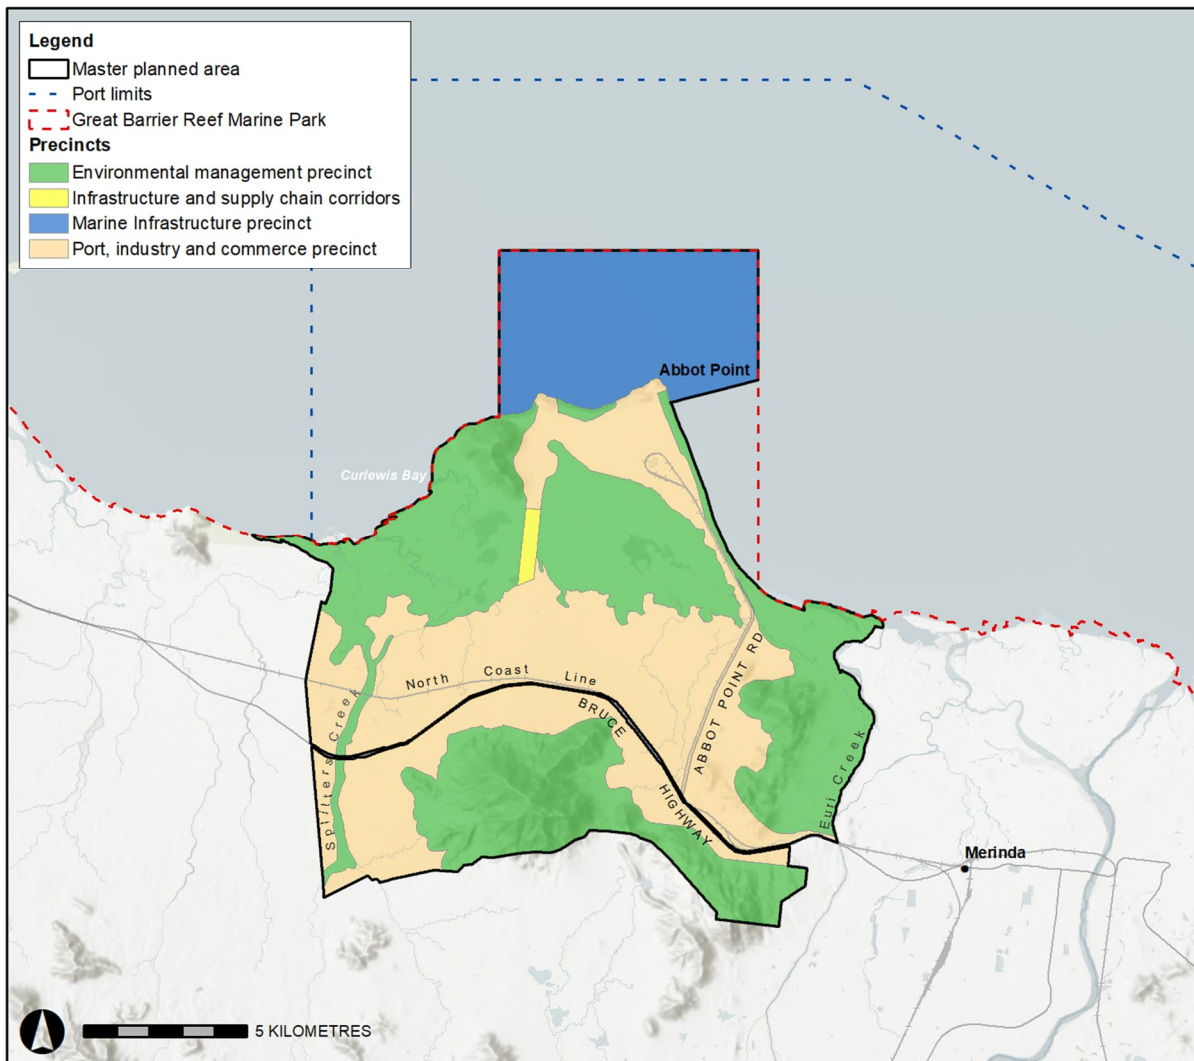 Legend
Master planned area
Port limits
Great Barrier Reef Marine Park
Precincts
Environmental management precinct
Infrastructure and supply chain corridors
Marine Infrastructure precinct
Port, industry and commerce precinct
Abbot Point
Curlewis Bay
North Coast Line
BRUCE HIGHWAY
ABBOT POINT RD
Splitters Creek
Euri Creek
Merinda
5 KILOMETRES